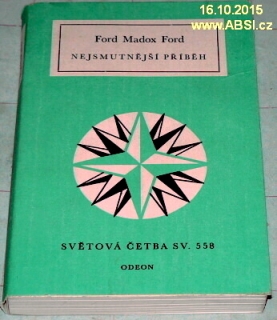 16.10.2015
www.ABSI.cz
Ford Madox Ford
NEJSMUTNĚJŠÍ PŘÍBĚH
SVĚTOVÁ ČETBA SV. 558
ODEON